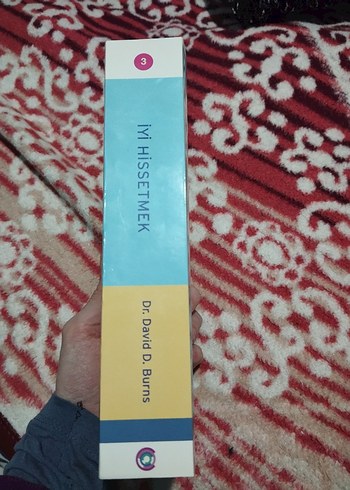 3
İYİ HİSSETMEK
Dr. David D. Burns